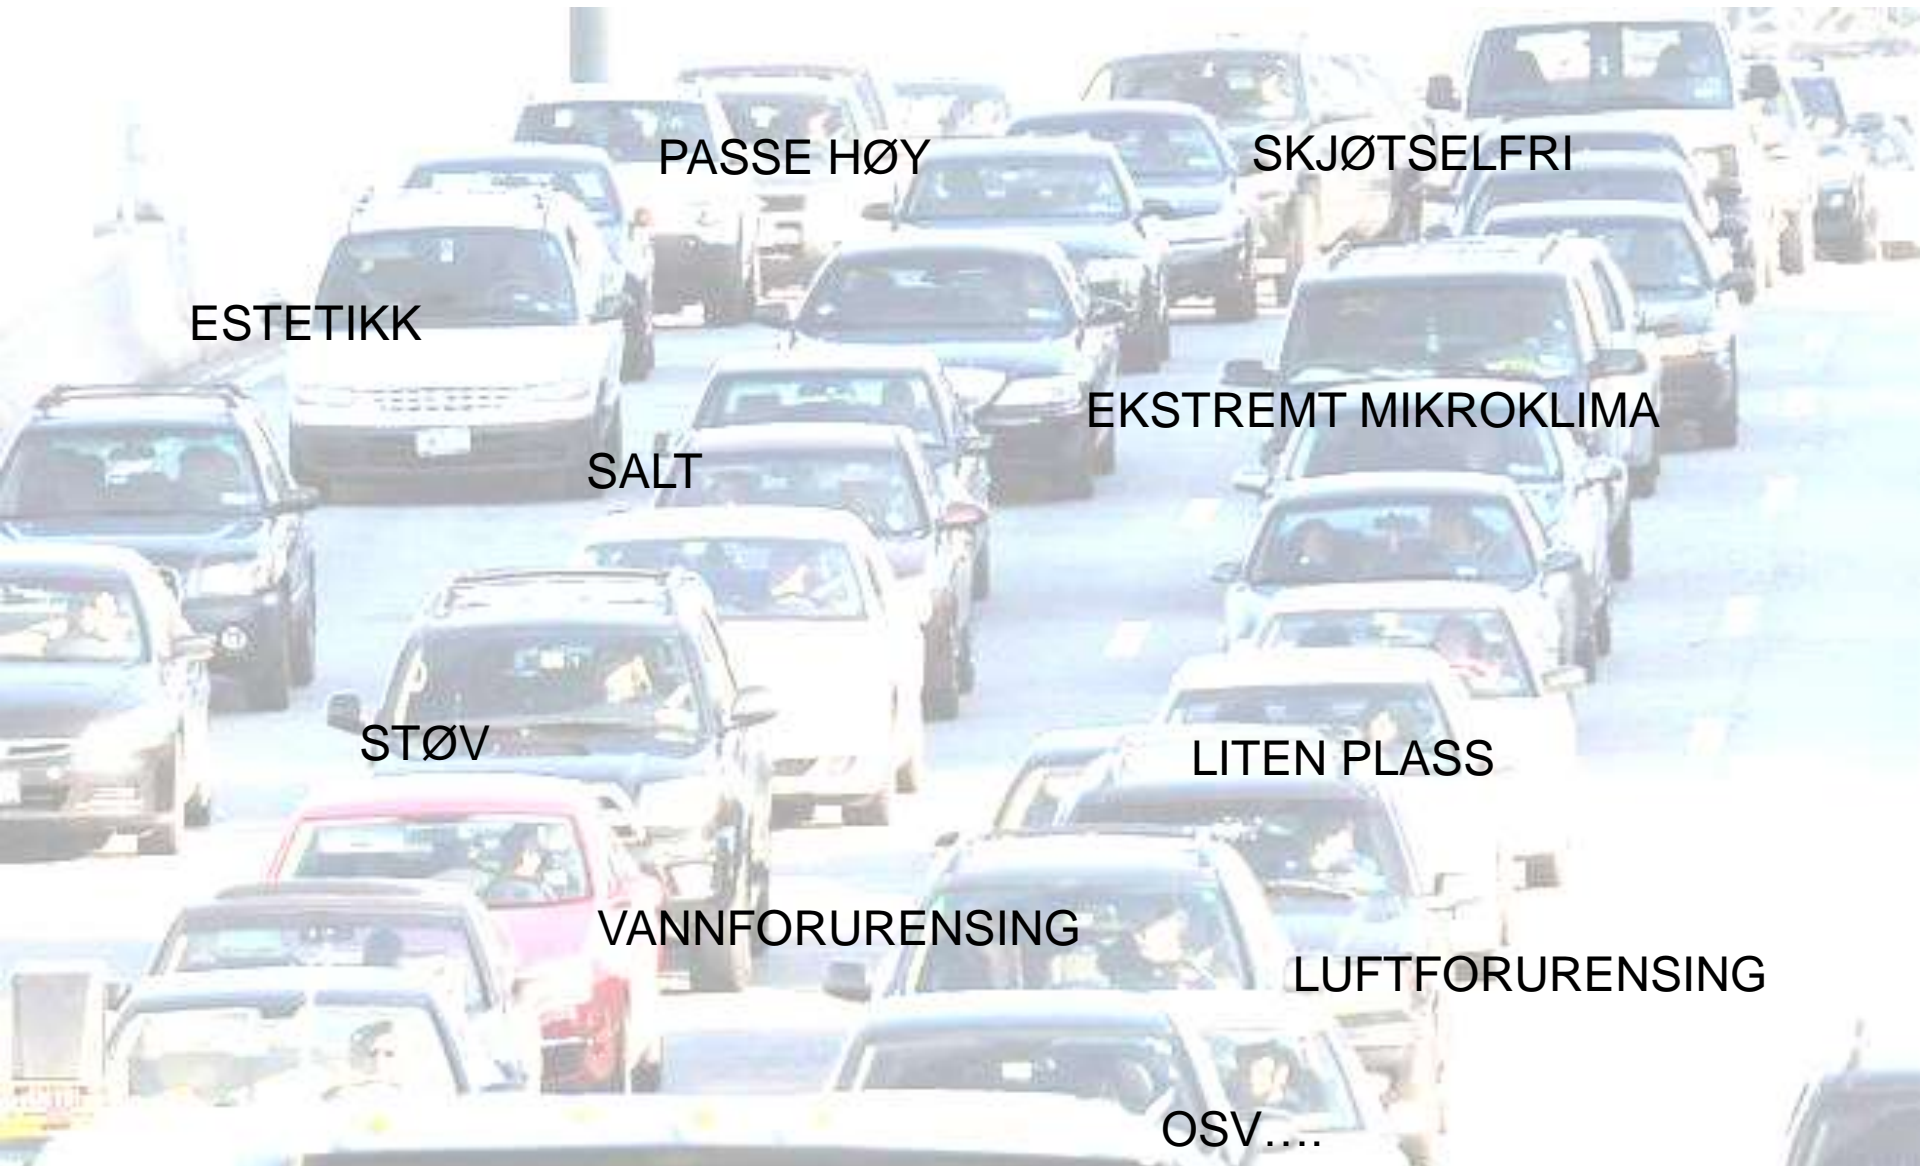 PASSE HØY
SKJØTSELFRI
ESTETIKK
EKSTREMT MIKROKLIMA
SALT
STØV
LITEN PLASS
VANNFORURENSING
LUFTFORURENSING
OSV….